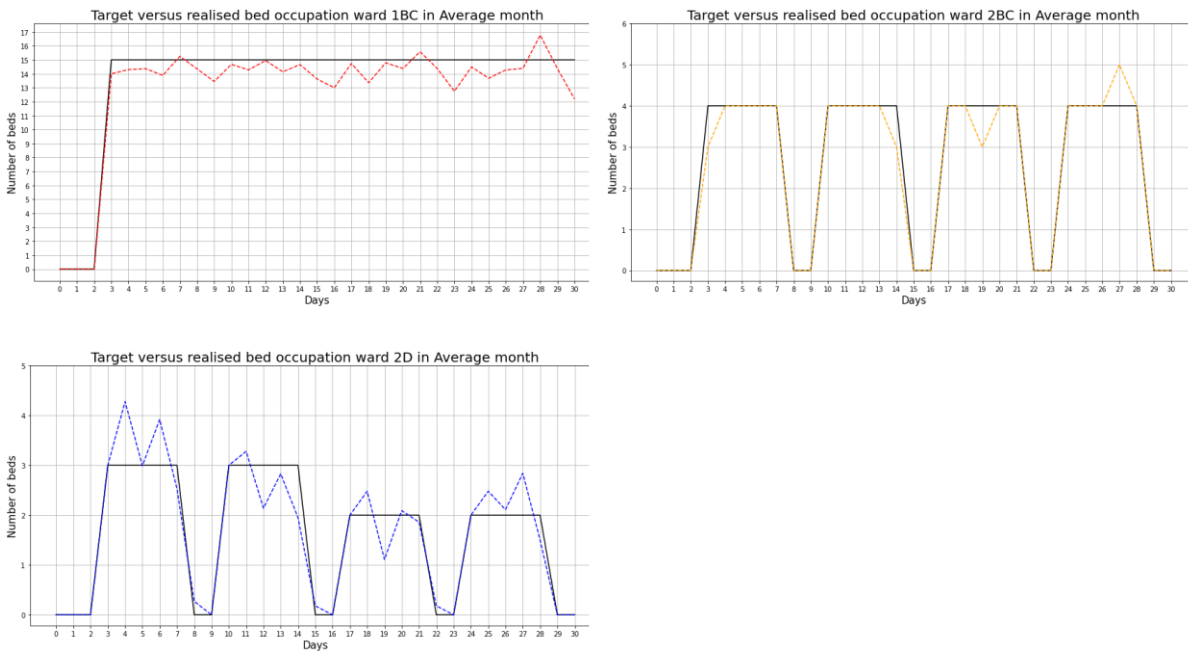 Target versus realised bed occupation ward 1BC in Average month
Number of beds
17
16
15
14
13
12
11
10
9
8
7
6
5
4
3
2
1
0
0 1 2 3 4 5 6 7 8 9 10 11 12 13 14 15 16 17 18 19 20 21 22 23 24 25 26 27 28 29 30
Days
Target versus realised bed occupation ward 2BC in Average month
Number of beds
6
5
4
3
2
1
0
0 1 2 3 4 5 6 7 8 9 10 11 12 13 14 15 16 17 18 19 20 21 22 23 24 25 26 27 28 29 30
Days
Target versus realised bed occupation ward 2D in Average month
Number of beds
5
4
3
2
1
0
0 1 2 3 4 5 6 7 8 9 10 11 12 13 14 15 16 17 18 19 20 21 22 23 24 25 26 27 28 29 30
Days